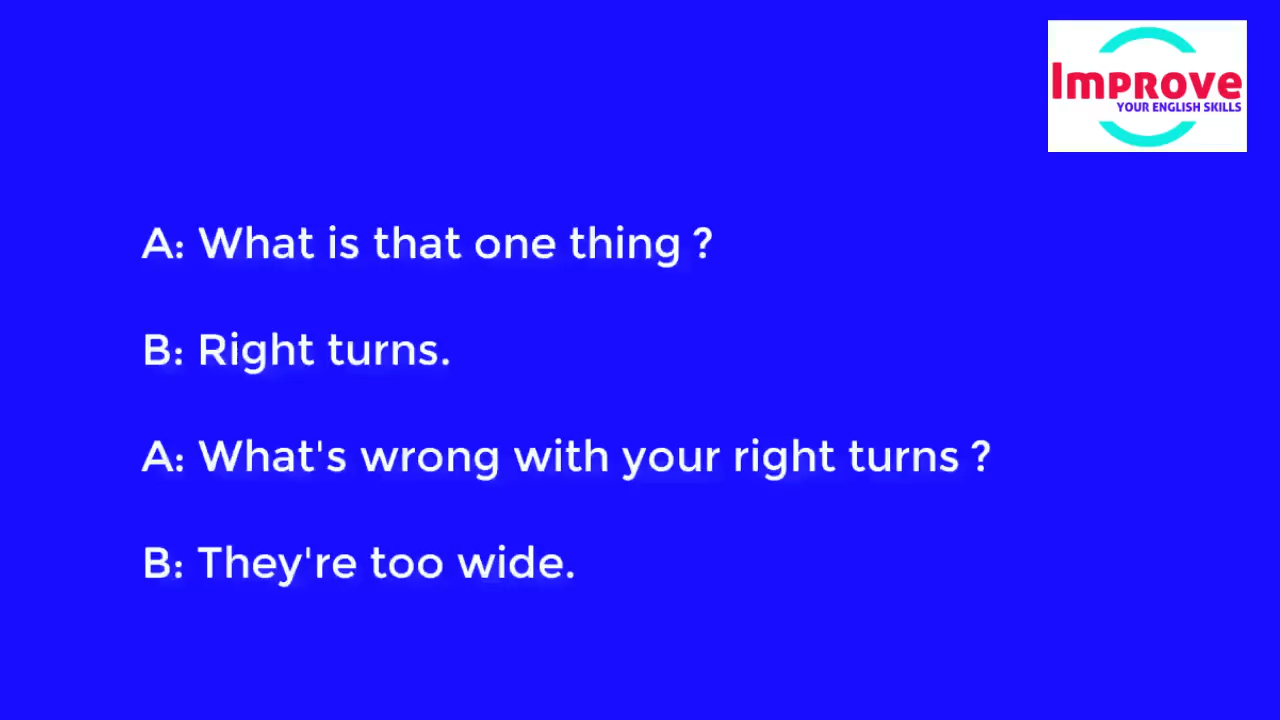 Improve
YOUR ENGLISH SKILLS
A: What is that one thing ?
B: Right turns.
A: What's wrong with your right turns ?
B: They're too wide.